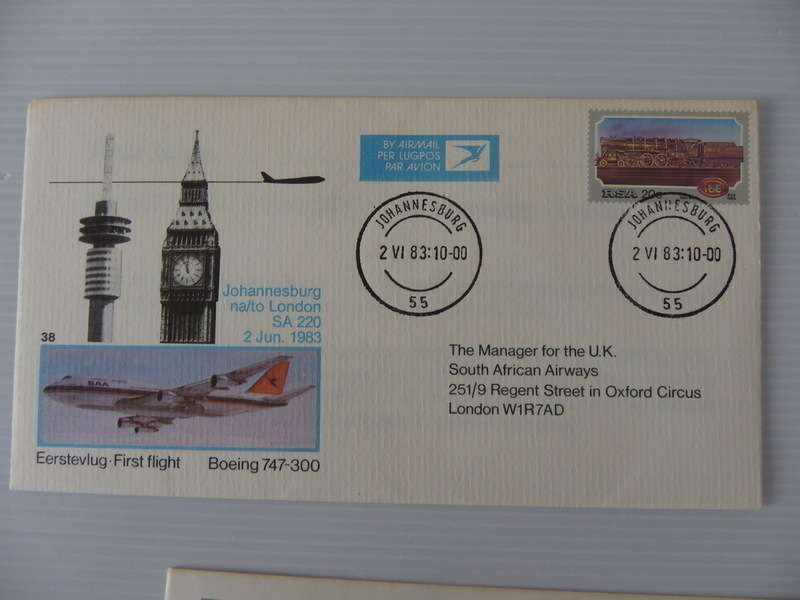 BY AIRMAIL
PER LUGPOS
PAR AVION
RSA 20c
16E
JOHANNESBURG
2 VI 83:10-00
55
JOHANNESBURG
2 VI 83:10-00
55
Johannesburg
na/to London
SA 220
2 Jun. 1983
38
SAA
Eerstevlug·First flight Boeing 747-300
The Manager for the U.K.
South African Airways
251/9 Regent Street in Oxford Circus
London W1R7AD